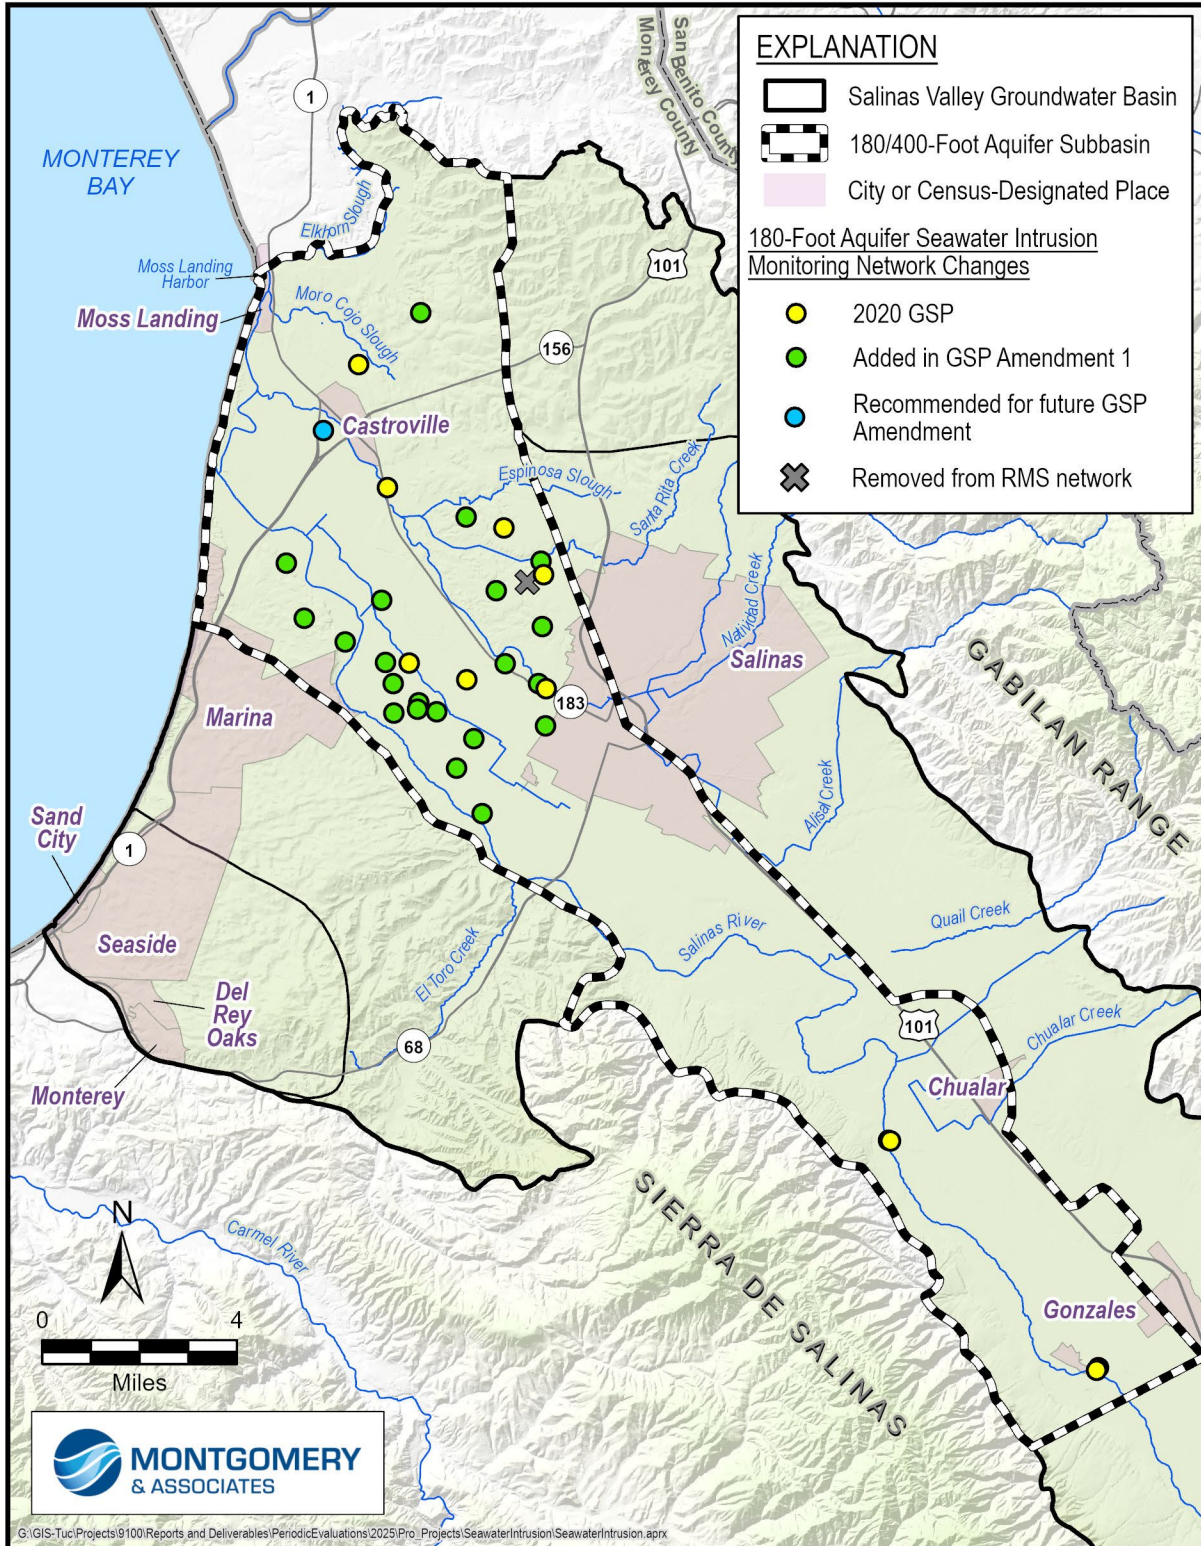 EXPLANATION
Salinas Valley Groundwater Basin
180/400-Foot Aquifer Subbasin
City or Census-Designated Place
180-Foot Aquifer Seawater Intrusion
Monitoring Network Changes
2020 GSP
Added in GSP Amendment 1
Recommended for future GSP
Amendment
Removed from RMS network
San Benito County
Monterey County
1
MONTEREY
BAY
Elkhorn Slough
Moss Landing
Harbor
Moss Landing
Moro Cojo Slough
101
156
Castroville
Espinosa Slough
Santa Rita Creek
Natividad Creek
Salinas
GABILAN RANGE
Marina
183
Alisal Creek
Sand
City
1
Seaside
Del
Rey
Oaks
Monterey
El Toro Creek
68
Salinas River
Quail Creek
101
Chualar Creek
Chualar
SIERRA DE SALINAS
Gonzales
Carmel River
N
0 4
Miles
MONTGOMERY
& ASSOCIATES
G:\GIS-Tuc\Projects\9100\Reports and Deliverables\PeriodicEvaluations\2025\Pro_Projects\SeawaterIntrusion\SeawaterIntrusion.aprx